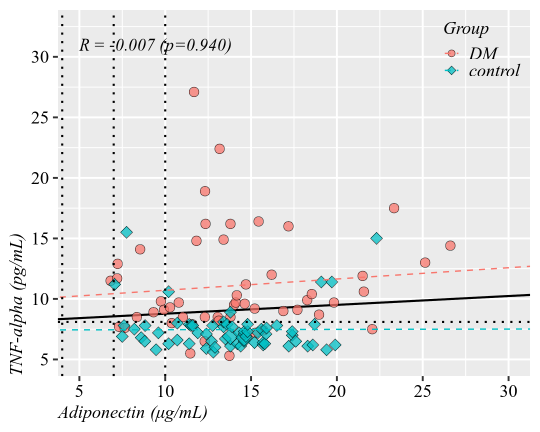 R = -0.007 (p=0.940)
Group
DM
control
30
25
20
15
10
5
TNF-alpha (pg/mL)
5 10 15 20 25 30
Adiponectin (μg/mL)